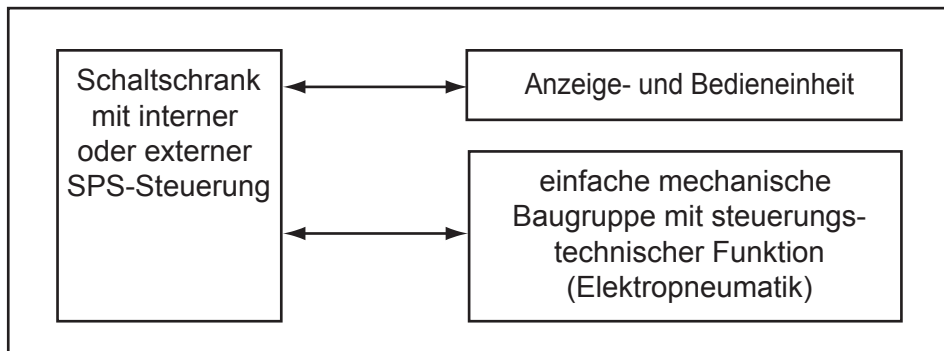 Schaltschrank
mit interner
oder externer
SPS-Steuerung
Anzeige- und Bedieneinheit
einfache mechanische
Baugruppe mit steuerungs-
technischer Funktion
(Elektropneumatik)